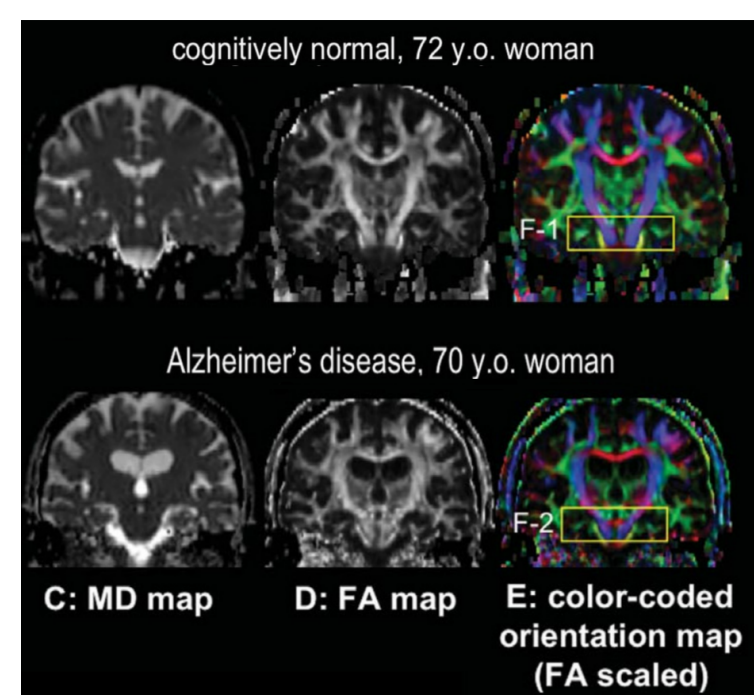 cognitively normal, 72 y.o. woman
F-1
Alzheimer's disease, 70 y.o. woman
F-2
C: MD map
D: FA map
E: color-coded
orientation map
(FA scaled)